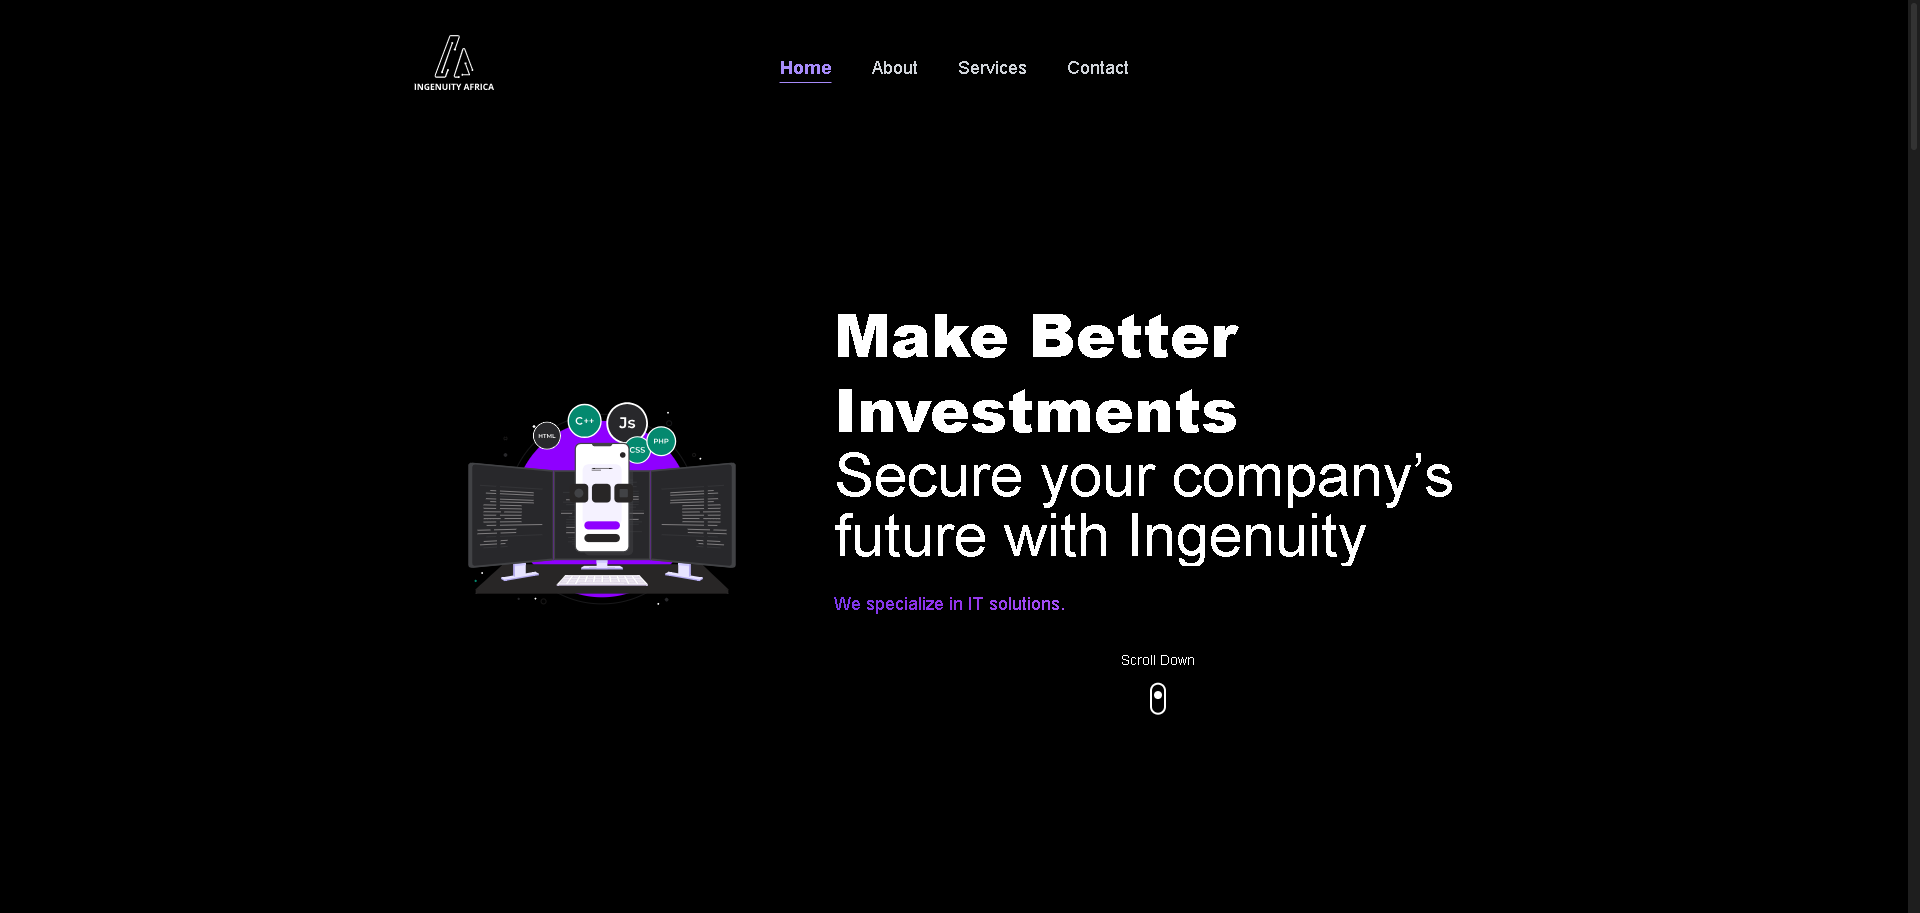 INGENUITY AFRICA
Home About Services Contact
Make Better
Investments
Secure your company’s
future with Ingenuity
We specialize in IT solutions.
Scroll Down
HTML
C++
Js
CSS
PHP